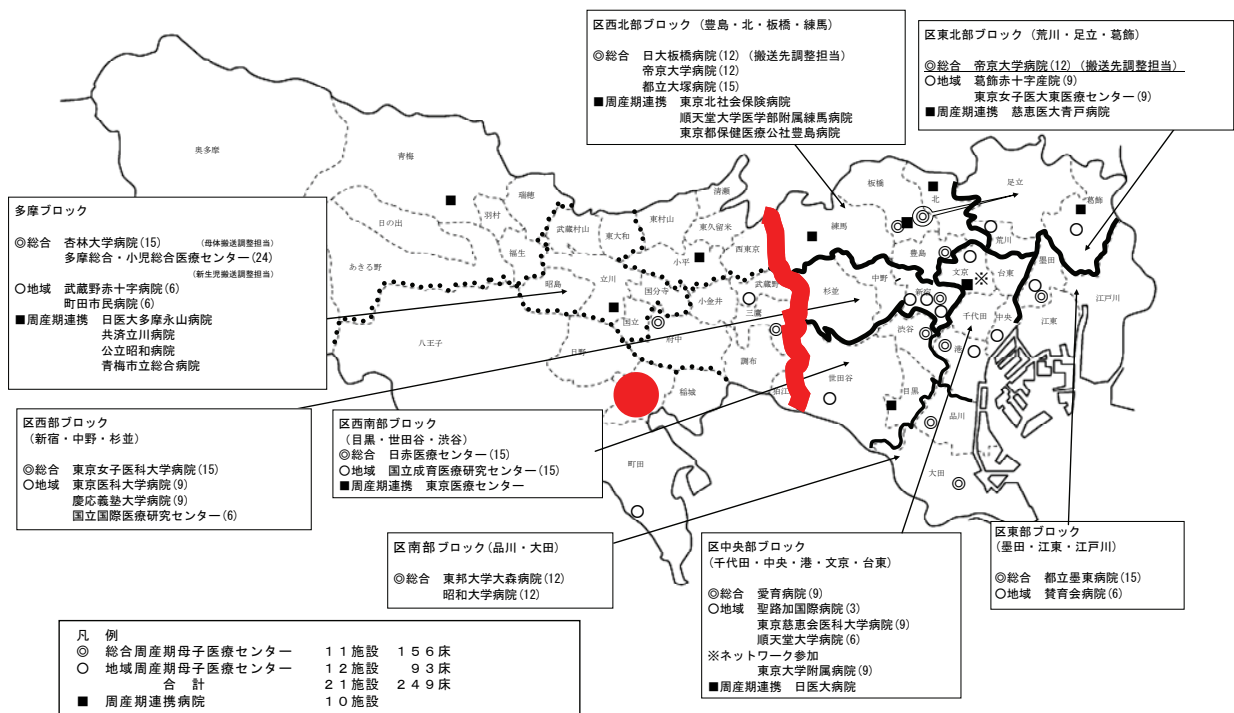 区西北部ブロック（豊島・北・板橋・練馬）
◎総合　日大板橋病院(12)（搬送先調整担当）
帝京大学病院(12)
都立大塚病院(15)
■周産期連携　東京北社会保険病院
順天堂大学医学部附属練馬病院
東京都保健医療公社豊島病院
区東北部ブロック（荒川・足立・葛飾）
◎総合　帝京大学病院(12)（搬送先調整担当）
○地域　葛飾赤十字産院(9)
東京女子医大東医療センター(9)
■周産期連携　慈恵医大青戸病院
多摩ブロック
◎総合　杏林大学病院(15)　（母体搬送調整担当）
多摩総合・小児総合医療センター(24)
（新生児搬送調整担当）
○地域　武蔵野赤十字病院(6)
町田市民病院(6)
■周産期連携　日医大多摩永山病院
共済立川病院
公立昭和病院
青梅市立総合病院
奥多摩
青梅
日の出
あきる野
羽村
瑞穂
福生
武蔵村山
東大和
東村山
清瀬
東久留米
西東京
小平
昭島
立川
国分寺
国立
小金井
武蔵野
三鷹
府中
調布
八王子
日野
稲城
狛江
町田
練馬
板橋
北
足立
葛飾
荒川
豊島
文京
※
台東
墨田
江戸川
杉並
中野
新宿
千代田
中央
江東
渋谷
港
世田谷
目黒
品川
大田
区西部ブロック
（新宿・中野・杉並）
◎総合　東京女子医科大学病院(15)
○地域　東京医科大学病院(9)
慶応義塾大学病院(9)
国立国際医療研究センター(6)
区西南部ブロック
（目黒・世田谷・渋谷）
◎総合　日赤医療センター(15)
○地域　国立成育医療研究センター(15)
■周産期連携　東京医療センター
区南部ブロック(品川・大田)
◎総合　東邦大学大森病院(12)
昭和大学病院(12)
区中央部ブロック
（千代田・中央・港・文京・台東）
◎総合　愛育病院(9)
○地域　聖路加国際病院(3)
東京慈恵会医科大学病院(9)
順天堂大学病院(6)
※ネットワーク参加
東京大学附属病院(9)
■周産期連携　日医大病院
区東部ブロック
（墨田・江東・江戸川）
◎総合　都立墨東病院(15)
○地域　賛育会病院(6)
凡　例
◎　総合周産期母子医療センター　１１施設　１５６床
○　地域周産期母子医療センター　１２施設　９３床
合　計　２１施設　２４９床
■　周産期連携病院　１０施設